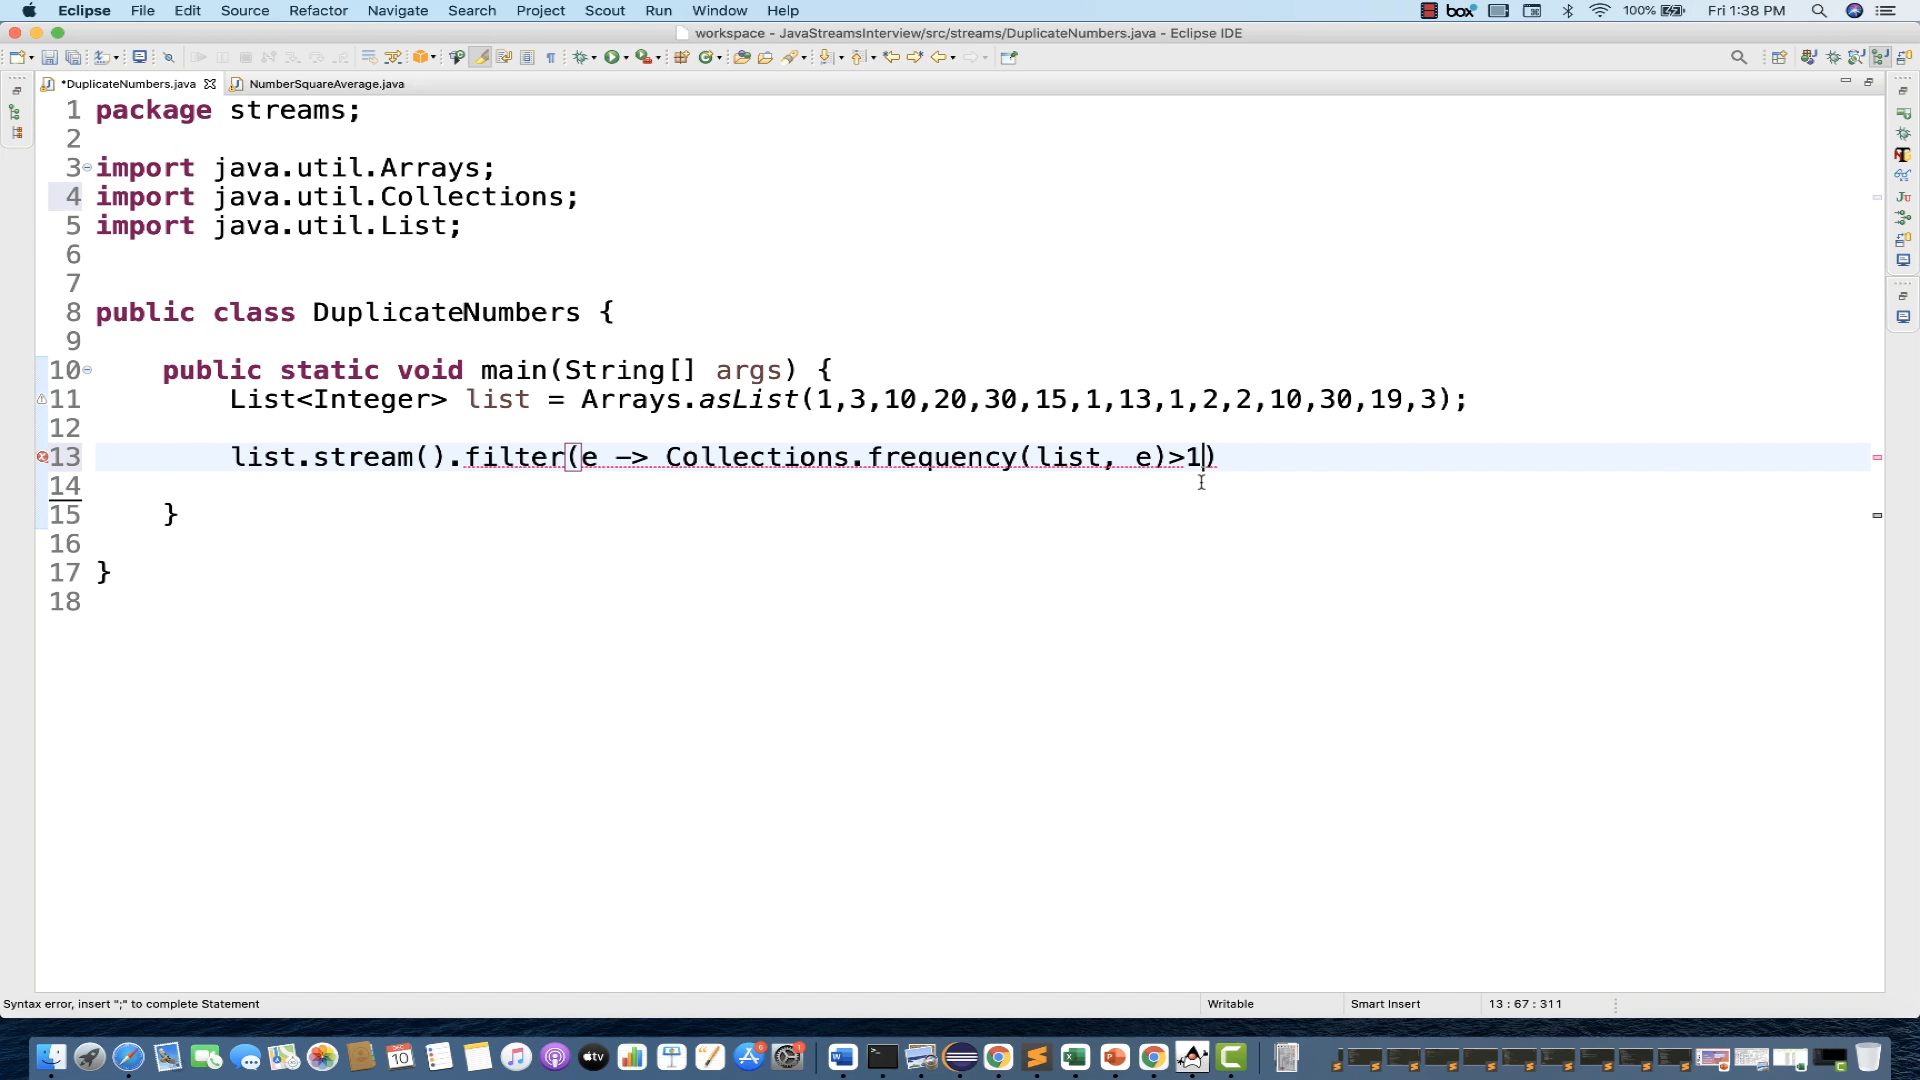 Eclipse File Edit Source Refactor Navigate Search Project Scout Run Window Help box 100% Fri 1:38 PM
workspace - JavaStreamsInterview/src/streams/DuplicateNumbers.java - Eclipse IDE
*DuplicateNumbers.java NumberSquareAverage.java
1 package streams;
2
3 import java.util.Arrays;
4 import java.util.Collections;
5 import java.util.List;
6
7
8 public class DuplicateNumbers {
9
10 public static void main(String[] args) {
11 List<Integer> list = Arrays.asList(1,3,10,20,30,15,1,13,1,2,2,10,30,19,3);
12
13 list.stream().filter(e -> Collections.frequency(list, e)>1)
14
15 }
16
17 }
18
Syntax error, insert ";" to complete Statement Writable Smart Insert 13 : 67 : 311